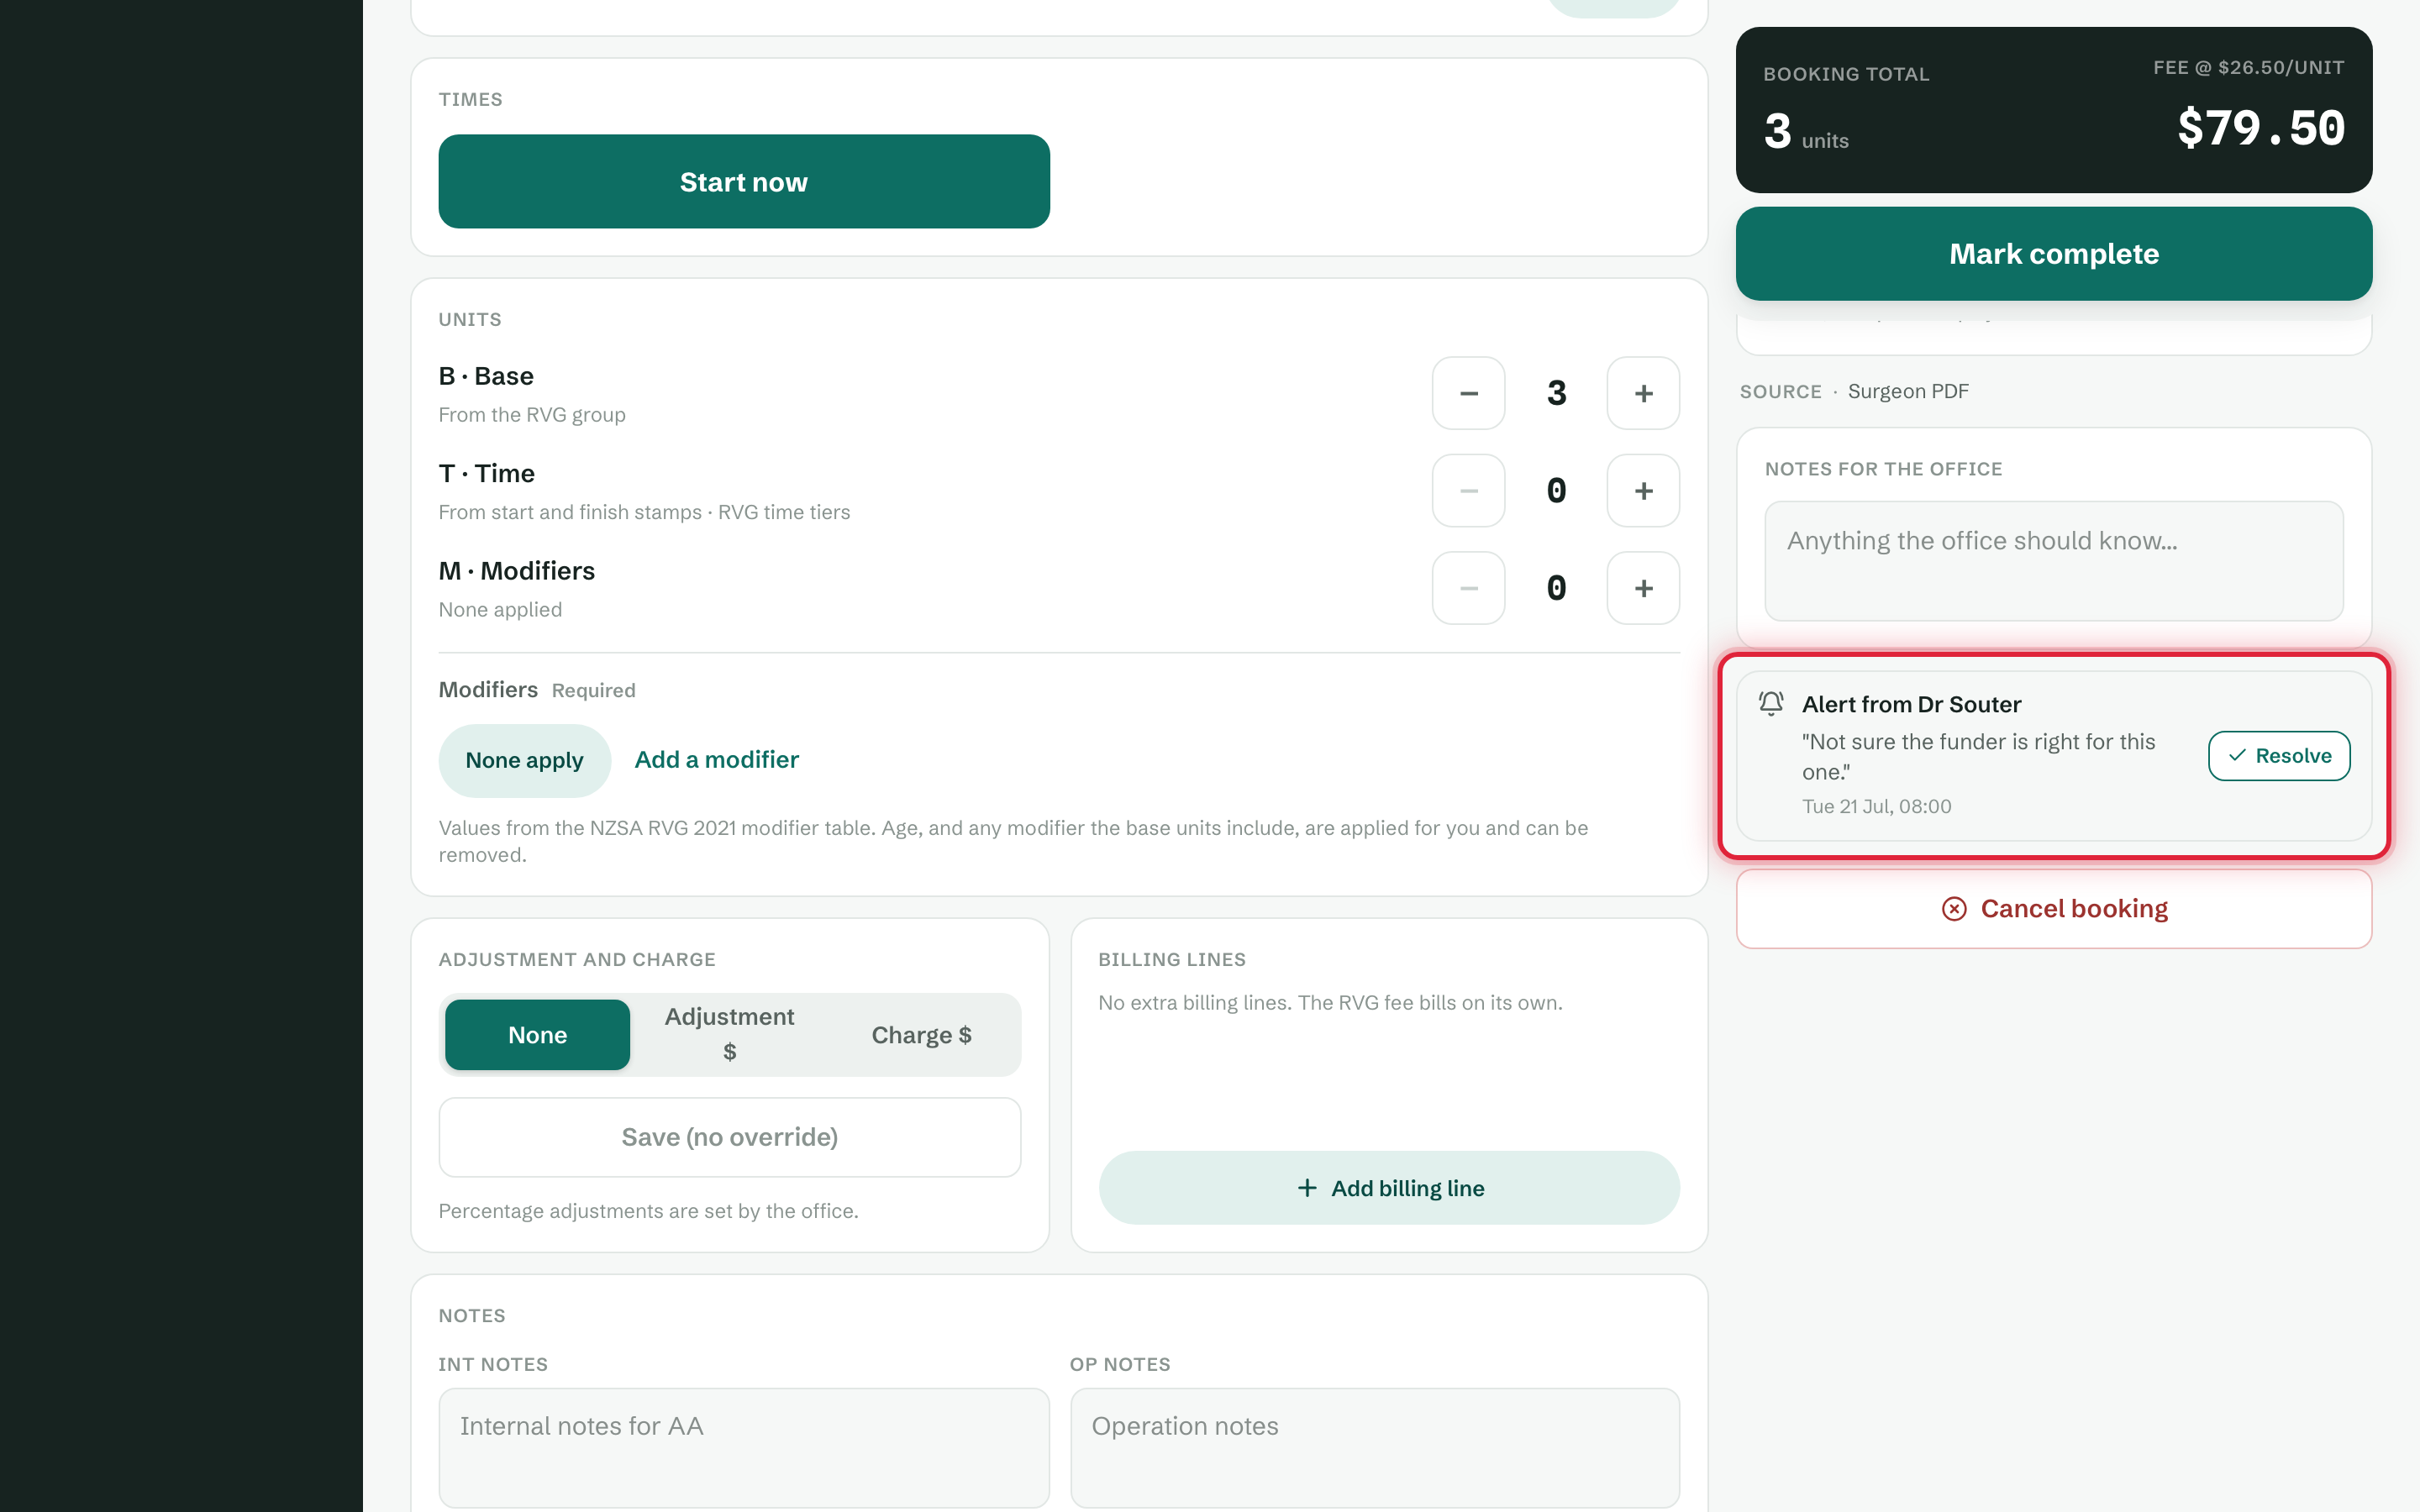 TIMES
Start now
UNITS
B · Base
From the RVG group
− 3 +
T · Time
From start and finish stamps · RVG time tiers
− 0 +
M · Modifiers
None applied
− 0 +
Modifiers Required
None apply
Add a modifier
Values from the NZSA RVG 2021 modifier table. Age, and any modifier the base units include, are applied for you and can be
removed.
ADJUSTMENT AND CHARGE
None
Adjustment
$
Charge $
Save (no override)
Percentage adjustments are set by the office.
BILLING LINES
No extra billing lines. The RVG fee bills on its own.
+ Add billing line
NOTES
INT NOTES
Internal notes for AA
OP NOTES
Operation notes
BOOKING TOTAL
3 units
FEE @ $26.50/UNIT
$79.50
Mark complete
SOURCE · Surgeon PDF
NOTES FOR THE OFFICE
Anything the office should know...
Alert from Dr Souter
"Not sure the funder is right for this
one."
Tue 21 Jul, 08:00
Resolve
Cancel booking